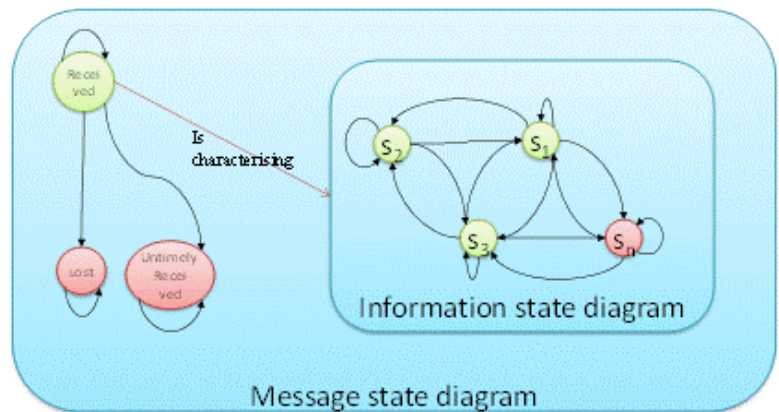 Recei
ved
Is
characterising
S2
S1
S3
Sn
Lost
Untimely
Recei
ved
Information state diagram
Message state diagram